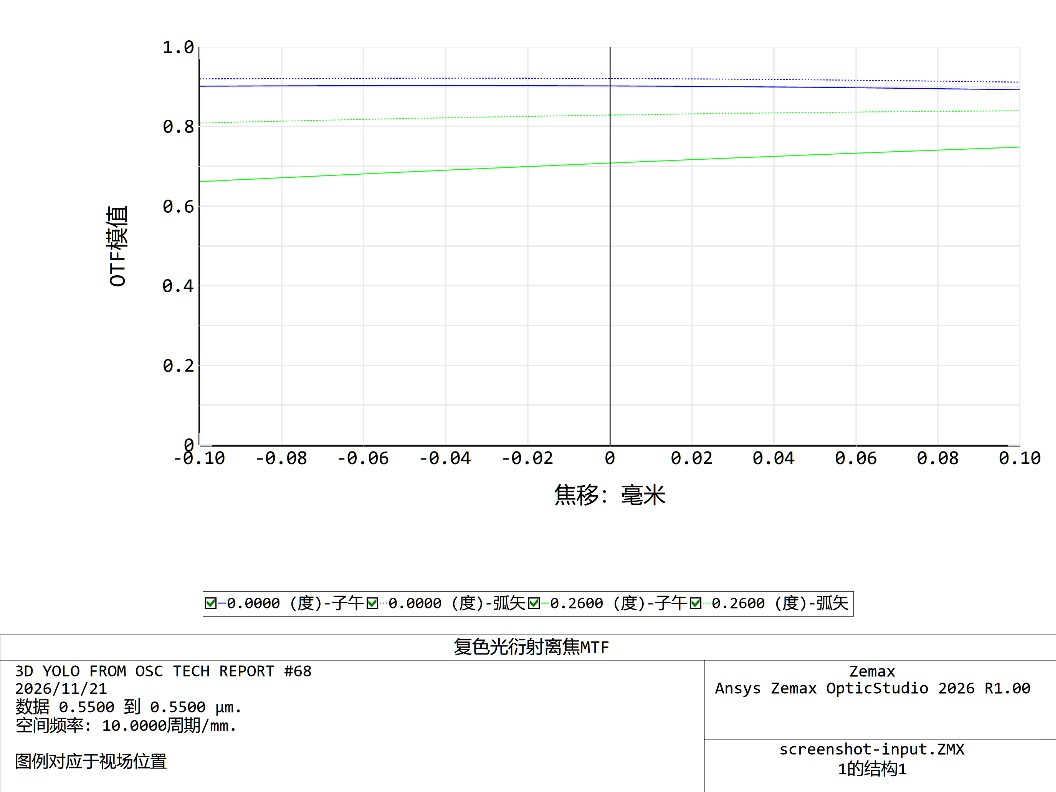 1.0
0.8
0.6
0.4
0.2
0
OTF模值
-0.10 -0.08 -0.06 -0.04 -0.02 0 0.02 0.04 0.06 0.08 0.10
焦移: 毫米
0.0000 (度)-子午 0.0000 (度)-弧矢 0.2600 (度)-子午 0.2600 (度)-弧矢
复色光衍射离焦MTF
3D YOLO FROM OSC TECH REPORT #68
2026/11/21
数据 0.5500 到 0.5500 µm.
空间频率: 10.0000周期/mm.
图例对应于视场位置
Zemax
Ansys Zemax OpticStudio 2026 R1.00
screenshot-input.ZMX
1的结构1